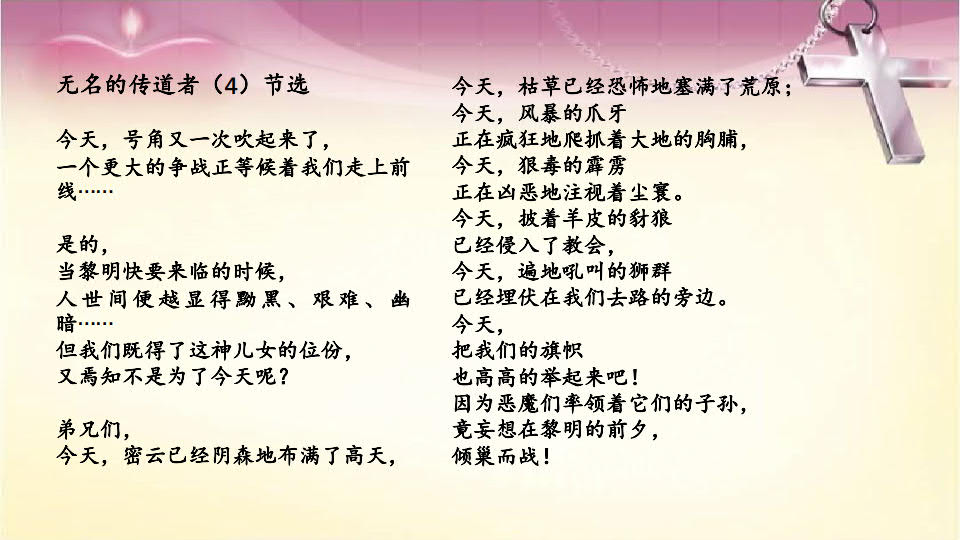 无名的传道者（4）节选
今天，号角又一次吹起来了，
一个更大的争战正等候着我们走上前
线……
是的，
当黎明快要来临的时候，
人世间便越显得黝黑、艰难、幽
暗……
但我们既得了这神儿女的位份，
又焉知不是为了今天呢？
弟兄们，
今天，密云已经阴森地布满了高天，
今天，枯草已经恐怖地塞满了荒原；
今天，风暴的爪牙
正在疯狂地爬抓着大地的胸脯，
今天，狠毒的霹雳
正在凶恶地注视着尘寰。
今天，披着羊皮的豺狼
已经侵入了教会，
今天，遍地吼叫的狮群
已经埋伏在我们去路的旁边。
今天，
把我们的旗帜
也高高的举起来吧！
因为恶魔们率领着它们的子孙，
竟妄想在黎明的前夕，
倾巢而战！